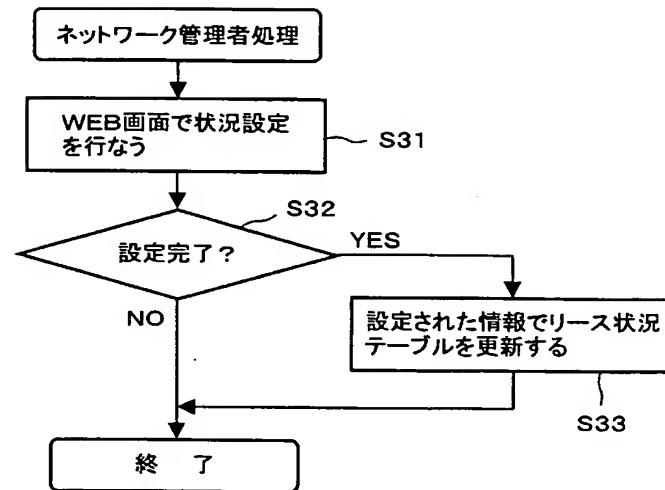 ネットワーク管理者処理
WEB画面で状況設定
を行なう
S31
S32
設定完了？
YES
NO
設定された情報でリース状況
テーブルを更新する
S33
終 了